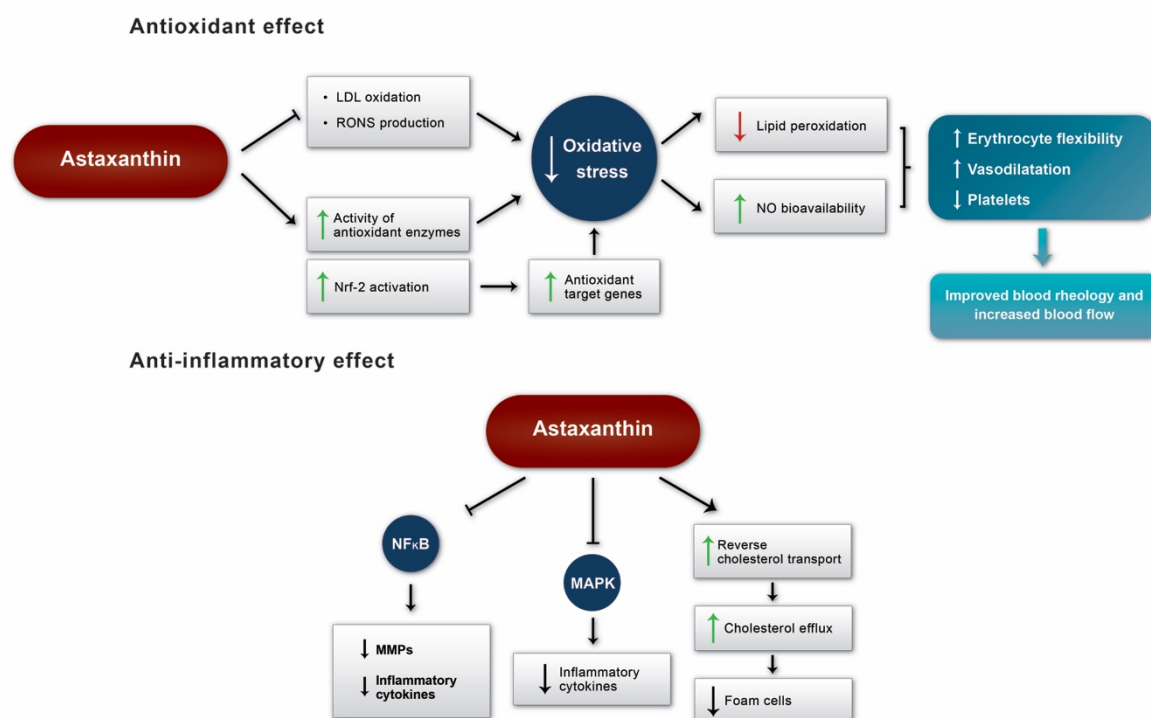 Antioxidant effect
• LDL oxidation
• RONS production
Astaxanthin
↓ Oxidative
stress
↓ Lipid peroxidation
↑ Erythrocyte flexibility
↑ Vasodilatation
↓ Platelets
↑ Activity of
antioxidant enzymes
↑ NO bioavailability
↑ Nrf-2 activation
↑ Antioxidant
target genes
Improved blood rheology and
increased blood flow
Anti-inflammatory effect
Astaxanthin
NFκB
MAPK
↑ Reverse
cholesterol transport
↓ MMPs
↓ Inflammatory
cytokines
↓ Inflammatory
cytokines
↑ Cholesterol efflux
↓ Foam cells